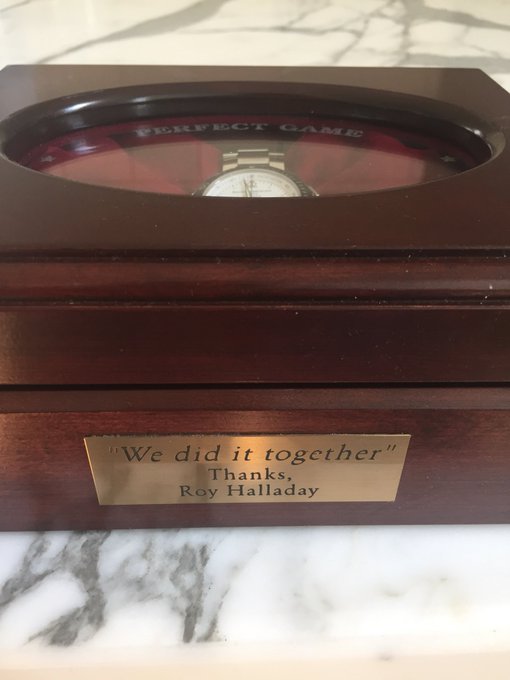 PERFECT GAME
"We did it together"
Thanks,
Roy Halladay